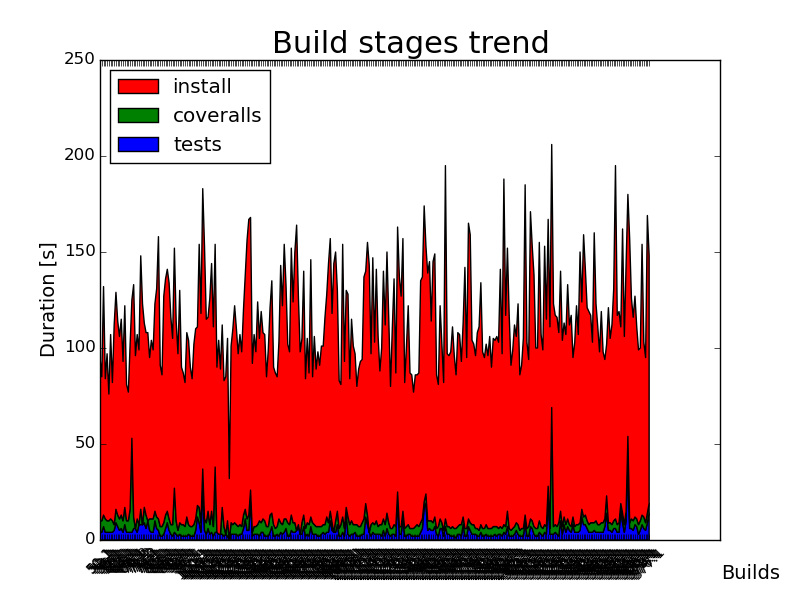 Build stages trend
250
install
coveralls
tests
200
150
Duration [s]
100
50
0
Builds